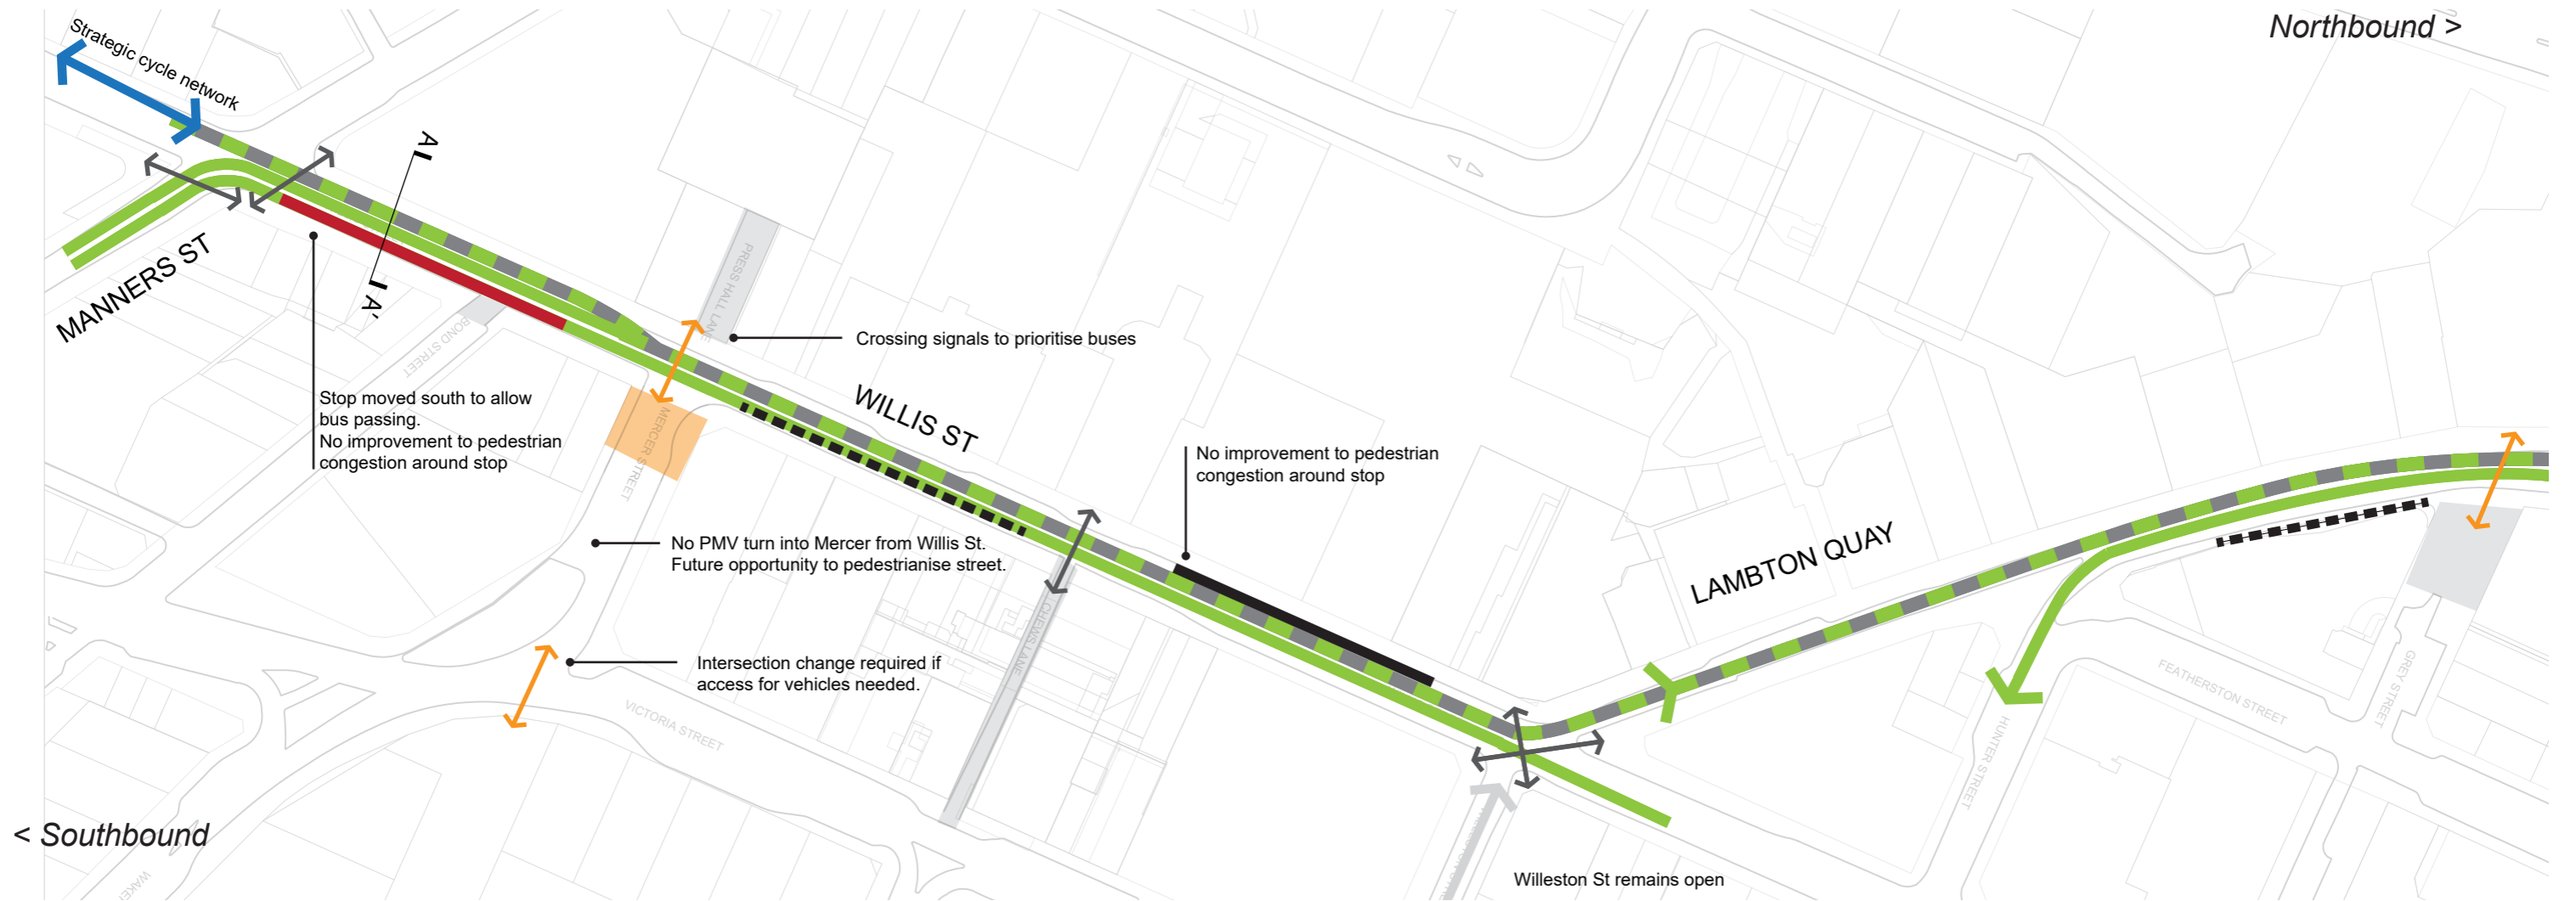 Northbound >
Strategic cycle network
A
A'
MANNERS ST
PRESS HALL LANE
BOND STREET
Crossing signals to prioritise buses
WILLIS ST
Stop moved south to allow
bus passing.
No improvement to pedestrian
congestion around stop
MERCER STREET
No improvement to pedestrian
congestion around stop
No PMV turn into Mercer from Willis St.
Future opportunity to pedestrianise street.
LAMBTON QUAY
CHEWS LANE
Intersection change required if
access for vehicles needed.
VICTORIA STREET
FEATHERSTON STREET
GREY STREET
HUNTER STREET
< Southbound
Willeston St remains open